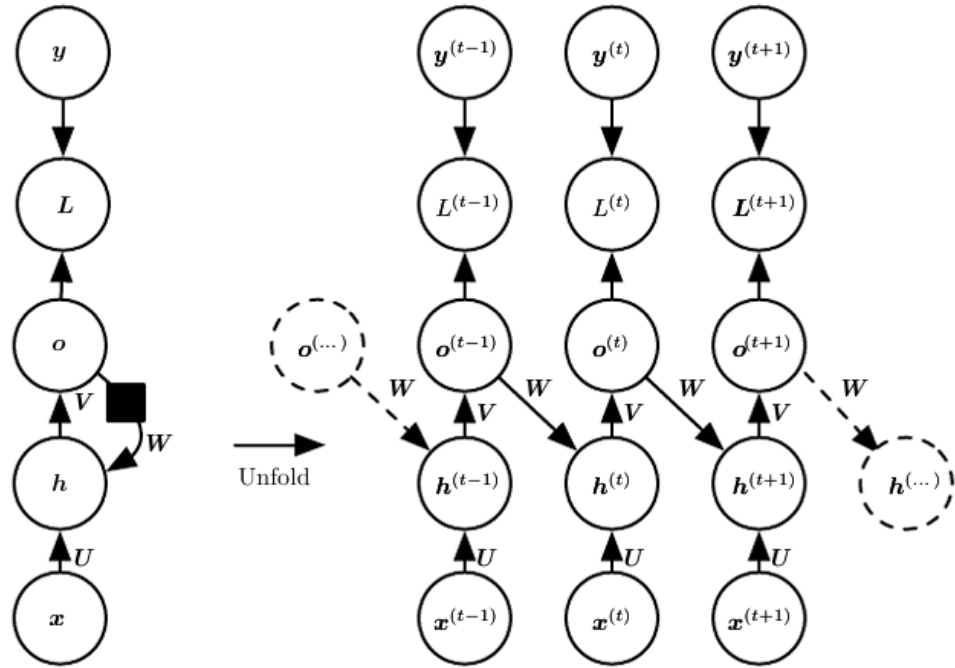 y y^{(t−1)} y^{(t)} y^{(t+1)}
L L^{(t−1)} L^{(t)} L^{(t+1)}
o o^{(...)} o^{(t−1)} o^{(t)} o^{(t+1)}
V W W V W V W V W
h Unfold h^{(t−1)} h^{(t)} h^{(t+1)} h^{(...)}
U U U U
x x^{(t−1)} x^{(t)} x^{(t+1)}